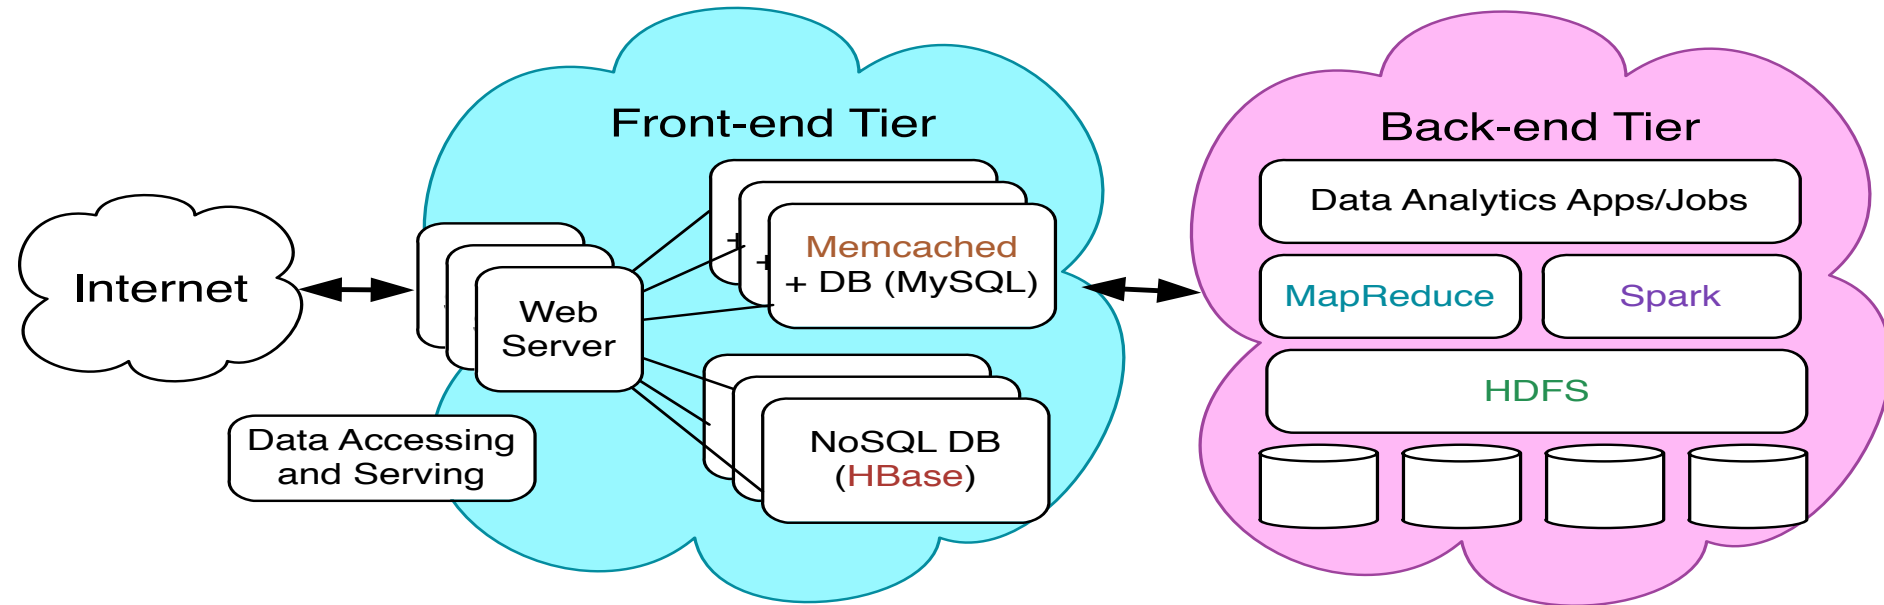 Front-end Tier
Back-end Tier
Internet
Web
Server
Memcached
+ DB (MySQL)
+
+
NoSQL DB
(HBase)
Data Accessing
and Serving
Data Analytics Apps/Jobs
MapReduce
Spark
HDFS